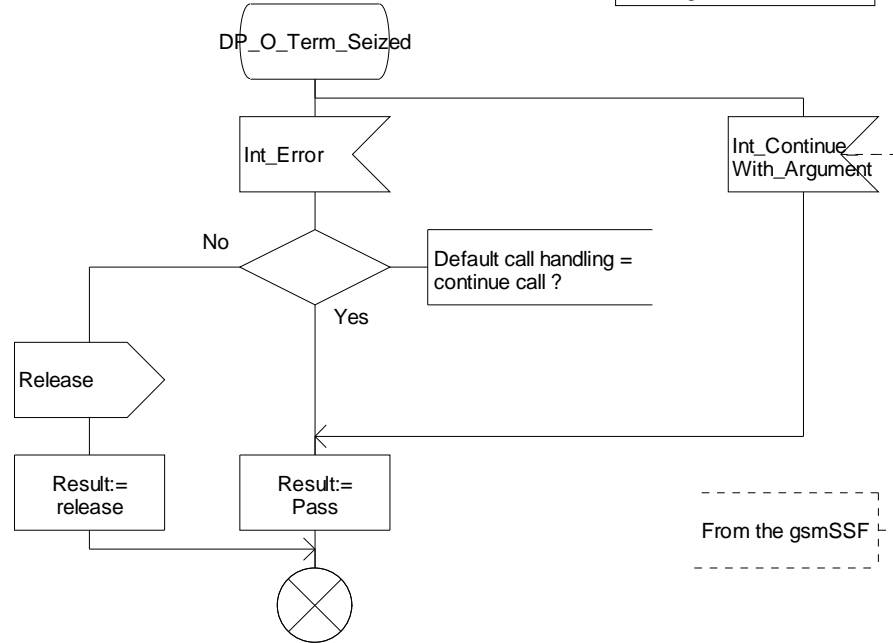 DP_O_Term_Seized
Int_Error
Int_Continue_
With_Argument
No
Default call handling =
continue call ?
Yes
Release
Result:=
release
Result:=
Pass
From the gsmSSF